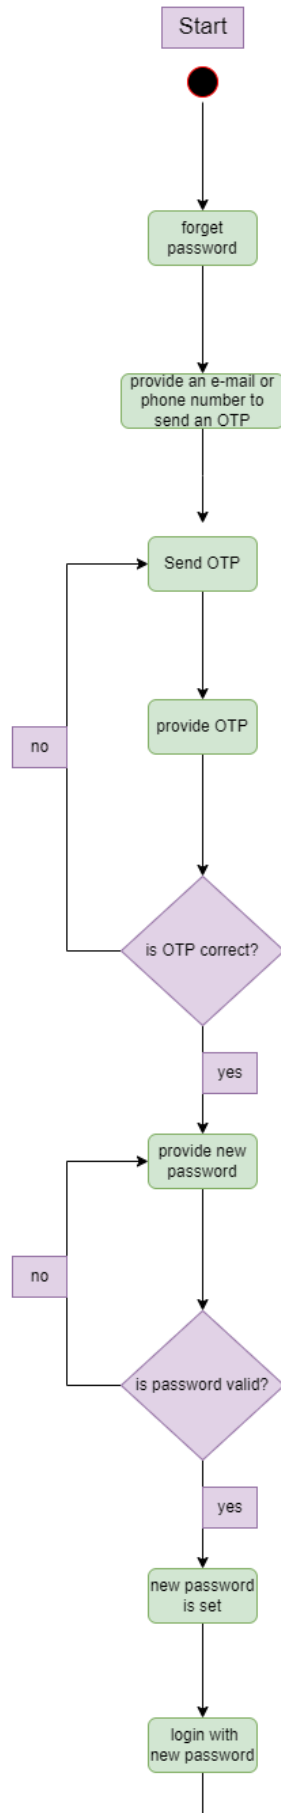 Start
forget
password
provide an e-mail or
phone number to
send an OTP
Send OTP
provide OTP
no
is OTP correct?
yes
provide new
password
no
is password valid?
yes
new password
is set
login with
new password